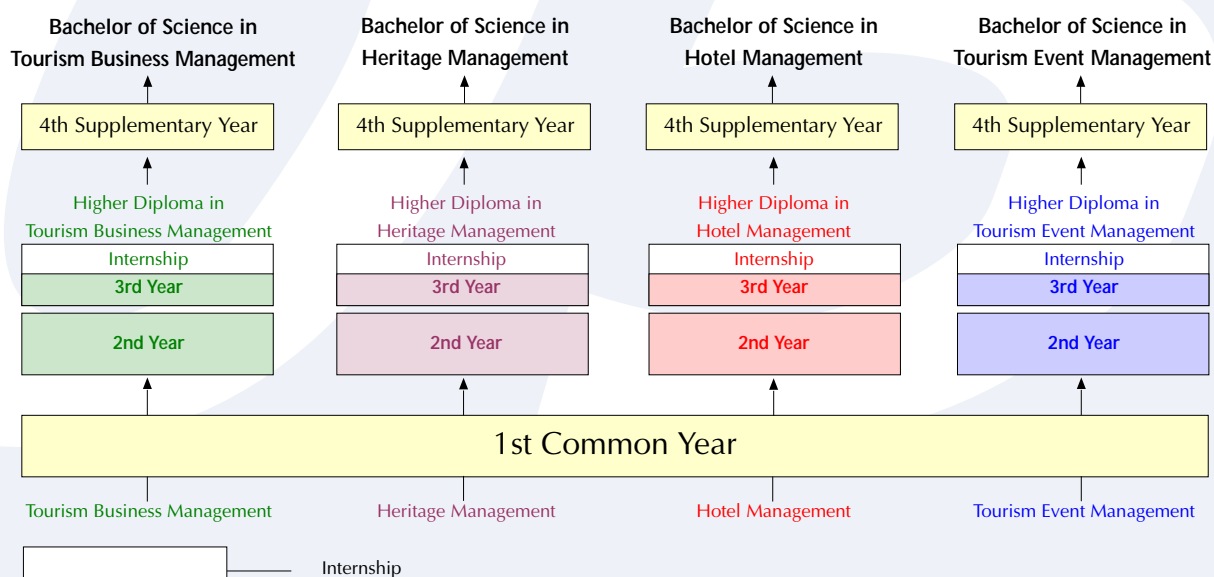 Bachelor of Science in
Tourism Business Management
Bachelor of Science in
Heritage Management
Bachelor of Science in
Hotel Management
Bachelor of Science in
Tourism Event Management
4th Supplementary Year
4th Supplementary Year
4th Supplementary Year
4th Supplementary Year
Higher Diploma in
Tourism Business Management
Higher Diploma in
Heritage Management
Higher Diploma in
Hotel Management
Higher Diploma in
Tourism Event Management
Internship
Internship
Internship
Internship
3rd Year
3rd Year
3rd Year
3rd Year
2nd Year
2nd Year
2nd Year
2nd Year
1st Common Year
Tourism Business Management
Heritage Management
Hotel Management
Tourism Event Management
Internship